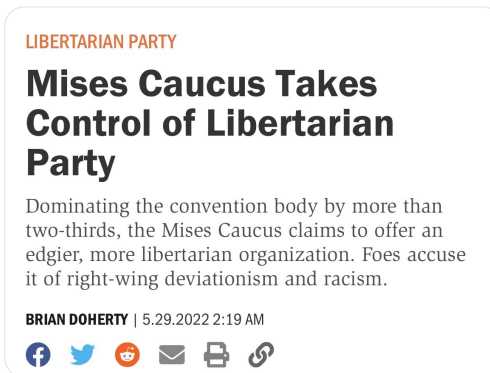 LIBERTARIAN PARTY
Mises Caucus Takes
Control of Libertarian
Party
Dominating the convention body by more than
two-thirds, the Mises Caucus claims to offer an
edgier, more libertarian organization. Foes accuse
it of right-wing deviationism and racism.
BRIAN DOHERTY | 5.29.2022 2:19 AM